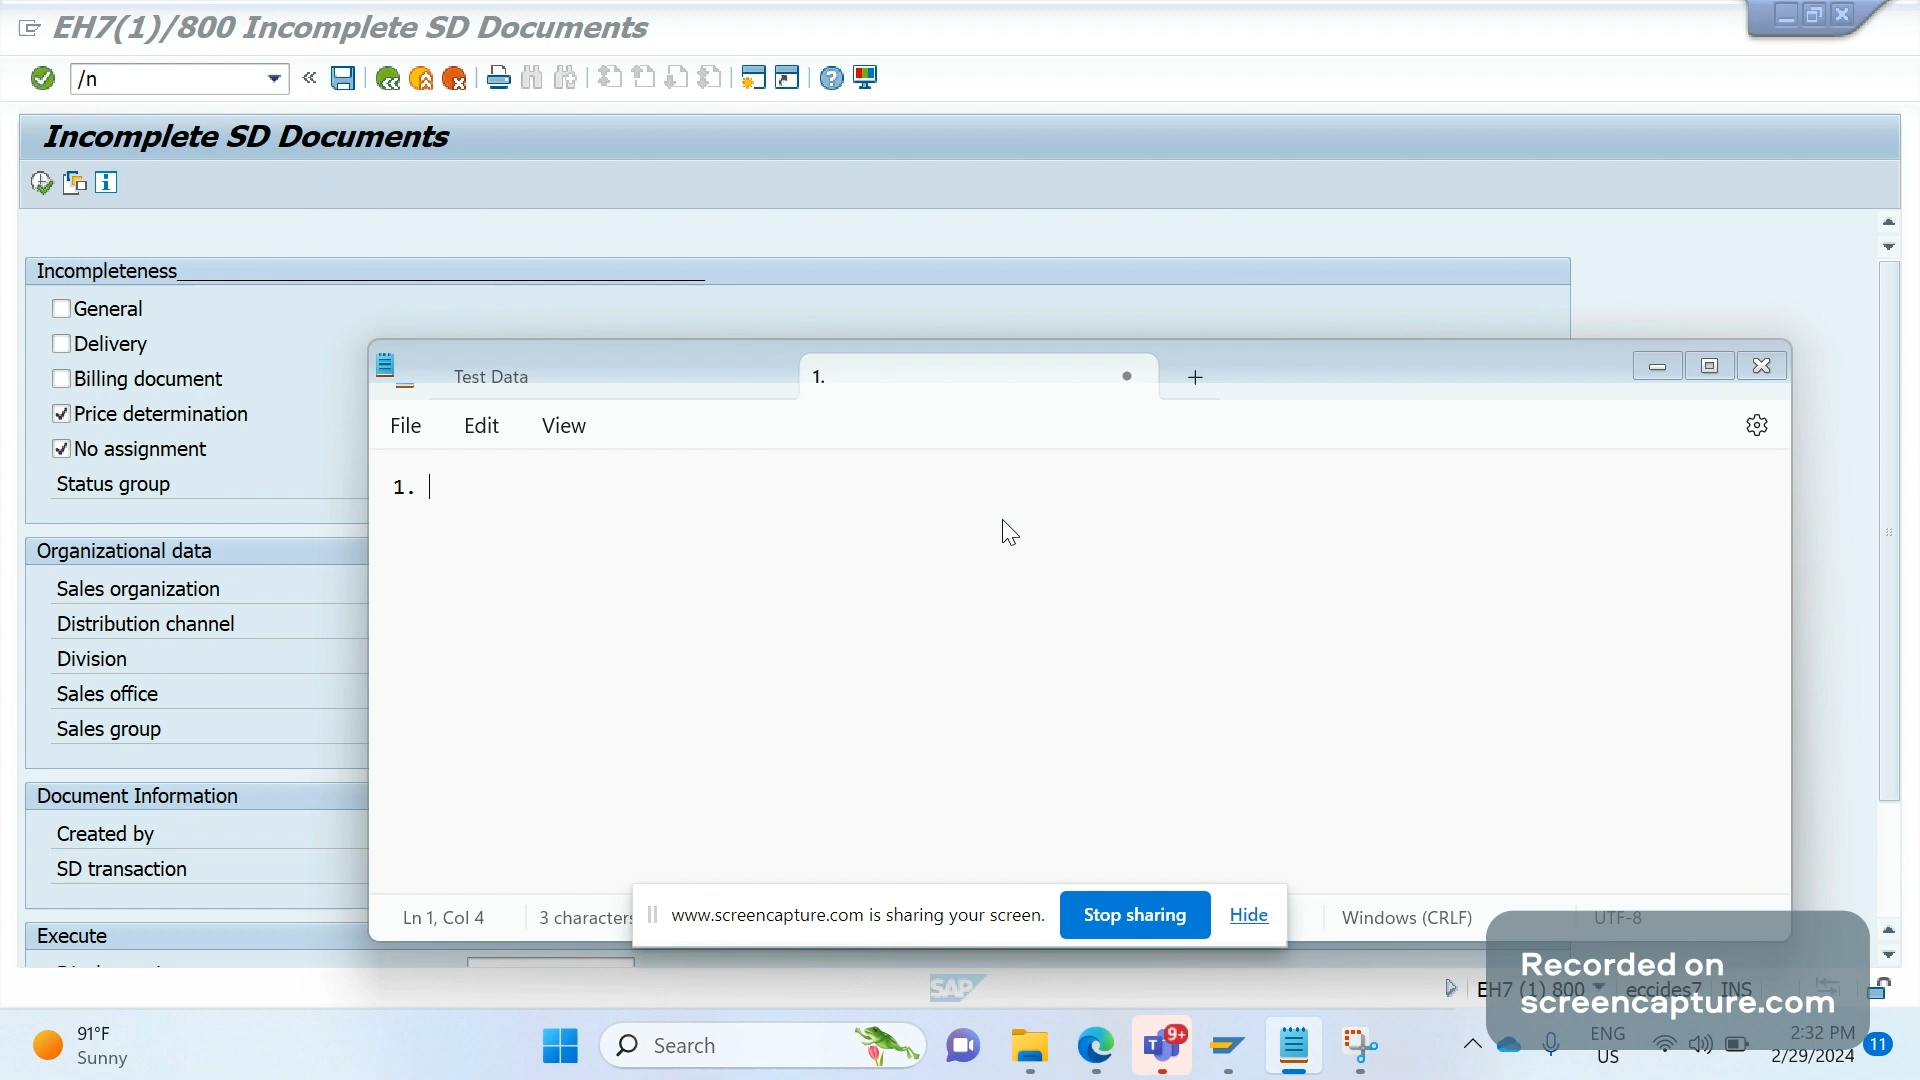 EH7(1)/800 Incomplete SD Documents
/n
Incomplete SD Documents
Incompleteness
General
Delivery
Billing document
Price determination
No assignment
Status group
Organizational data
Sales organization
Distribution channel
Division
Sales office
Sales group
Document Information
Created by
SD transaction
Execute
Test Data
1.
+
File
Edit
View
1.
Ln 1, Col 4
3 characters
www.screencapture.com is sharing your screen.
Stop sharing
Hide
Windows (CRLF)
UTF-8
SAP
EH7 (1) 800
eccides7
INS
Recorded on
screencapture.com
91°F
Sunny
Search
9+
ENG
US
2:32 PM
2/29/2024
11